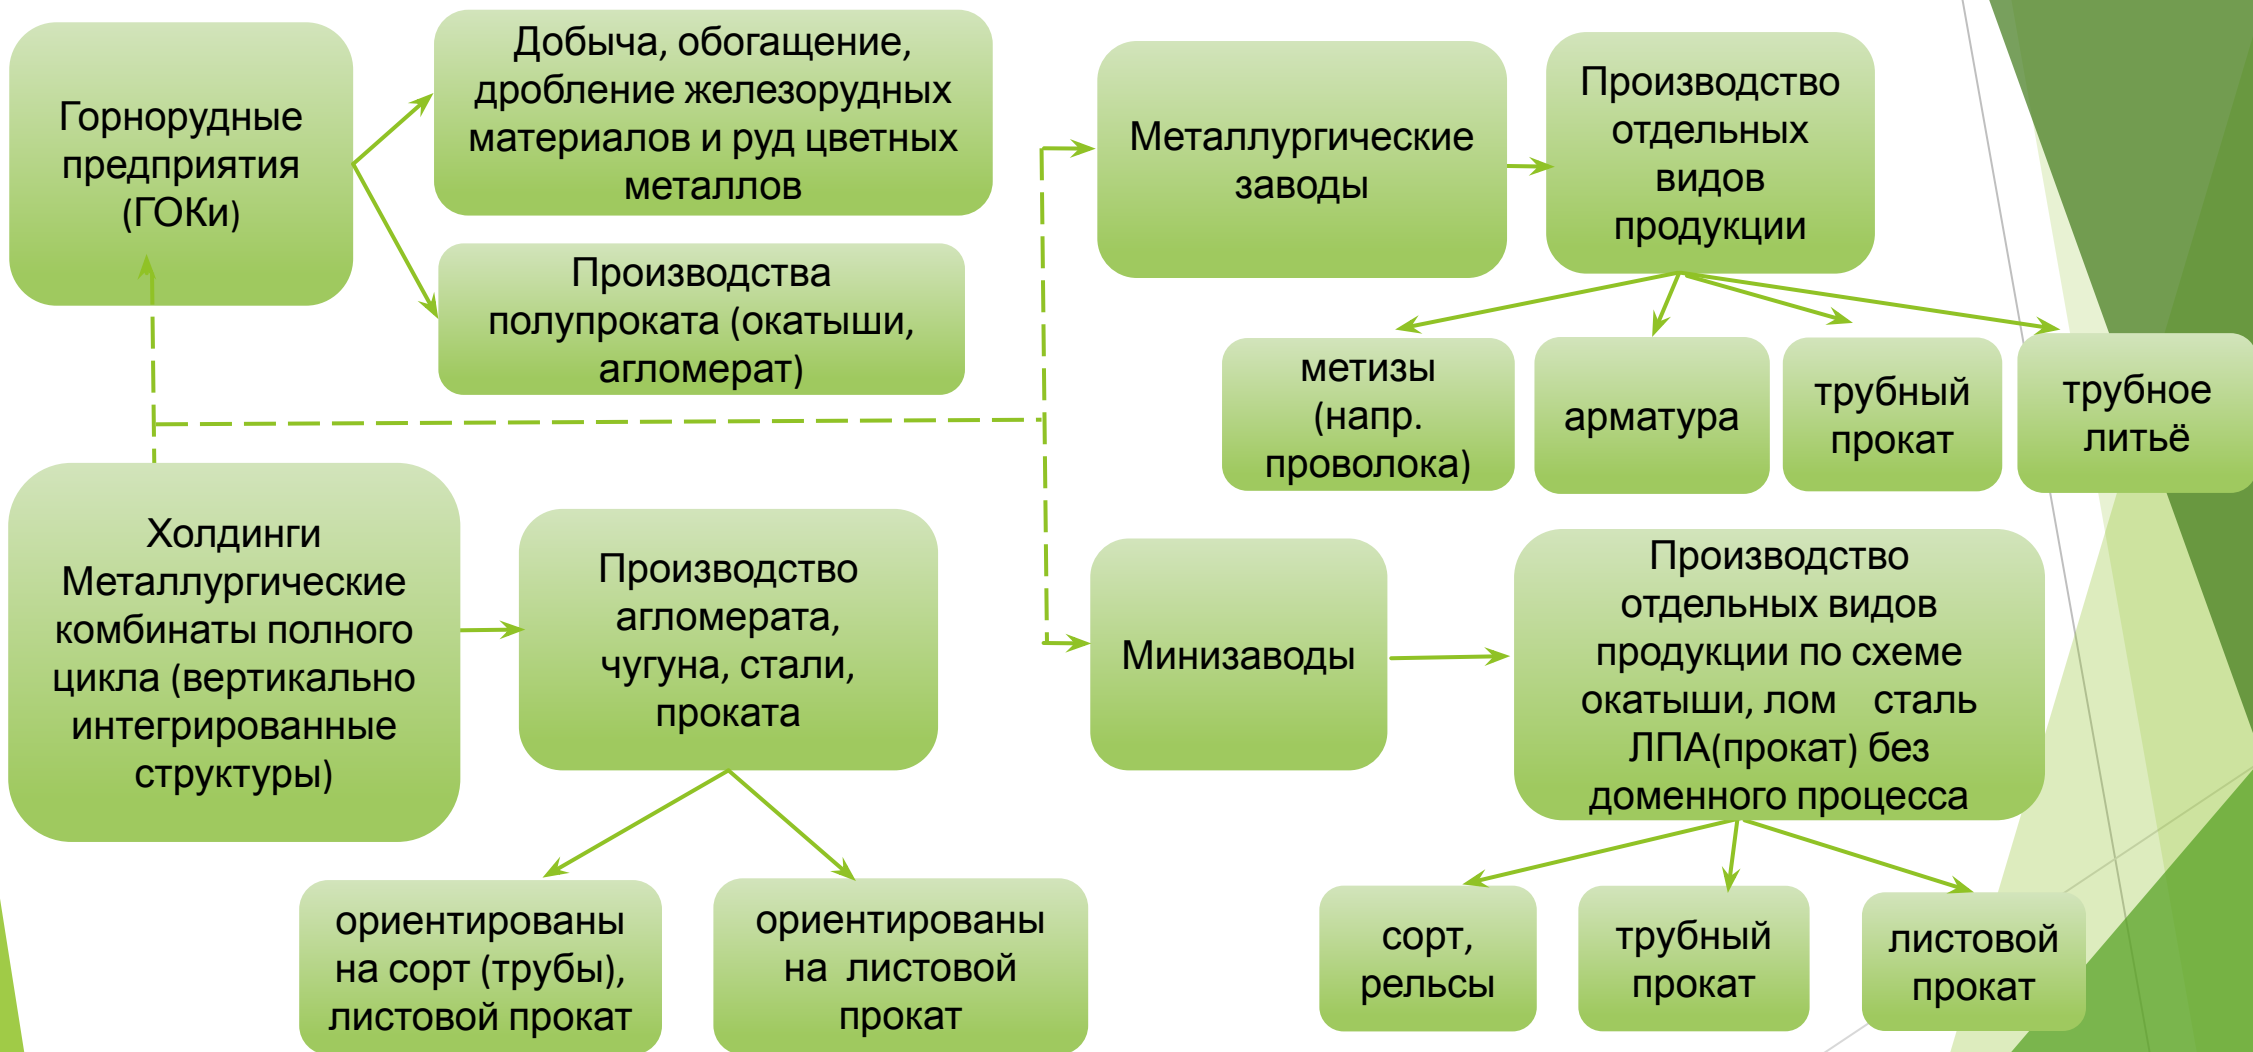 Горнорудные
предприятия
(ГОКи)
Добыча, обогащение,
дробление железорудных
материалов и руд цветных
металлов
Производства
полупроката (окатыши,
агломерат)
Металлургические
заводы
Производство
отдельных
видов
продукции
метизы
(напр.
проволока)
арматура
трубный
прокат
трубное
литьё
Холдинги
Металлургические
комбинаты полного
цикла (вертикально
интегрированные
структуры)
Производство
агломерата,
чугуна, стали,
проката
ориентированы
на сорт (трубы),
листовой прокат
ориентированы
на листовой
прокат
Минизаводы
Производство
отдельных видов
продукции по схеме
окатыши, лом сталь
ЛПА(прокат) без
доменного процесса
сорт,
рельсы
трубный
прокат
листовой
прокат